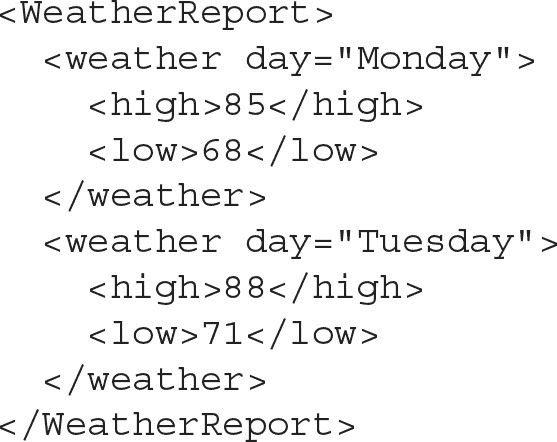 <WeatherReport>
  <weather day="Monday">
    <high>85</high>
    <low>68</low>
  </weather>
  <weather day="Tuesday">
    <high>88</high>
    <low>71</low>
  </weather>
</WeatherReport>